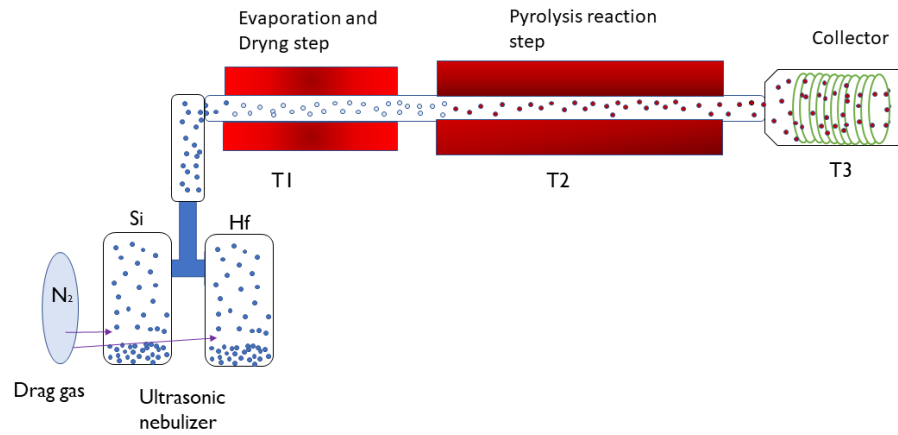 Evaporation and
Dryng step
Pyrolysis reaction
step
Collector
T1
T2
T3
Si
Hf
N₂
Drag gas
Ultrasonic
nebulizer